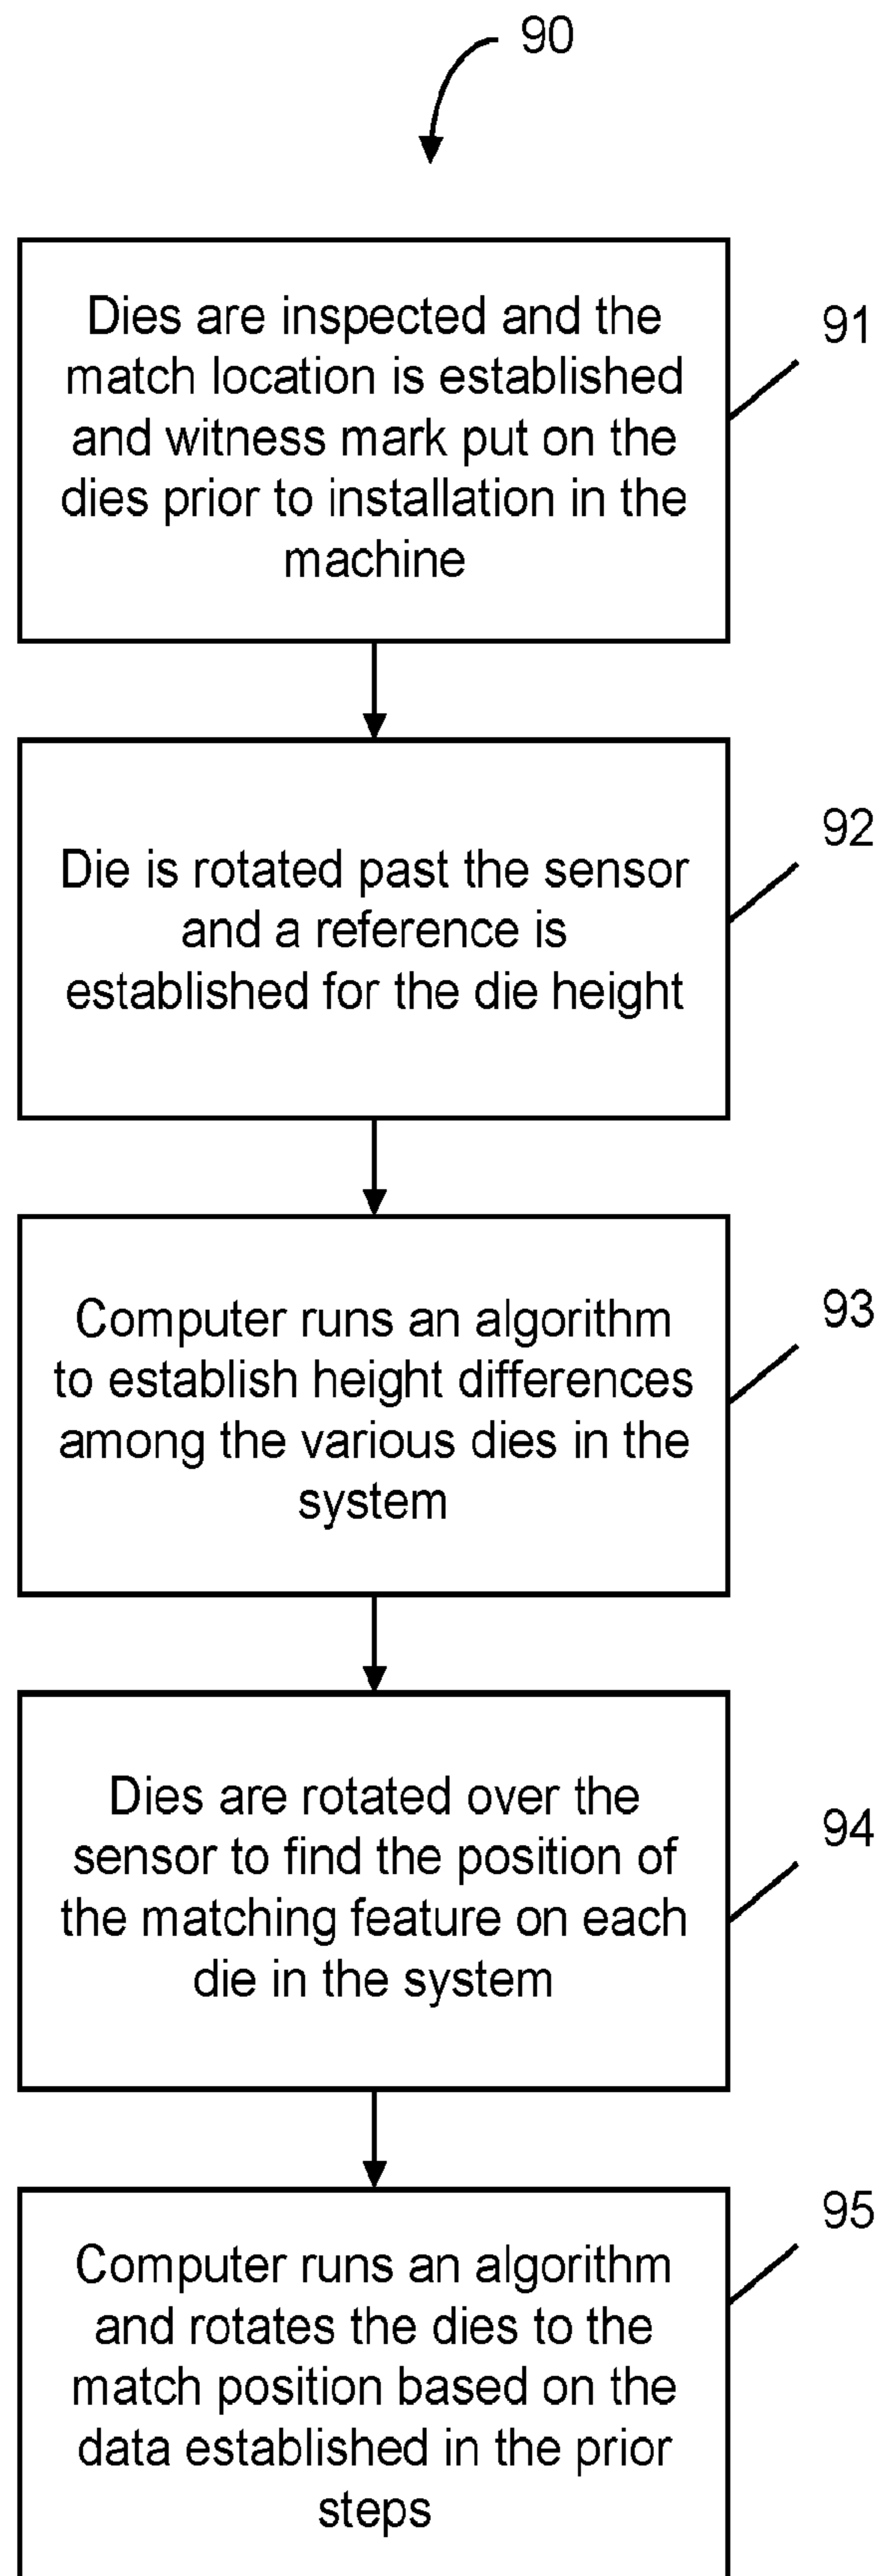 90
Dies are inspected and the
match location is established
and witness mark put on the
dies prior to installation in the
machine
91
Die is rotated past the sensor
and a reference is
established for the die height
92
Computer runs an algorithm
to establish height differences
among the various dies in the
system
93
Dies are rotated over the
sensor to find the position of
the matching feature on each
die in the system
94
Computer runs an algorithm
and rotates the dies to the
match position based on the
data established in the prior
steps
95